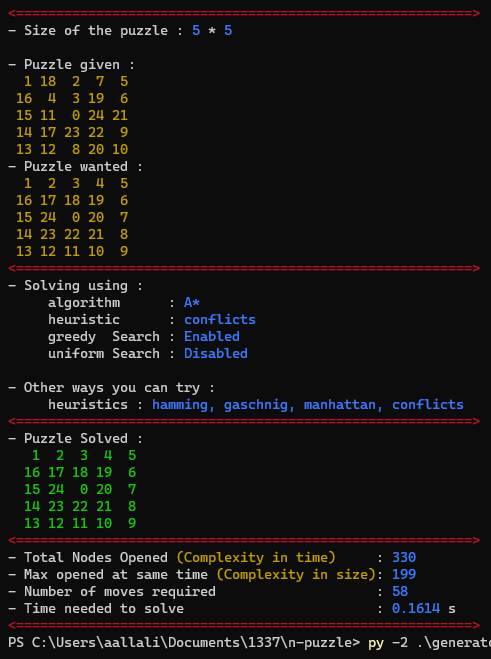 <=======================================================>
- Size of the puzzle : 5 * 5
- Puzzle given :
1 18 2 7 5
16 4 3 19 6
15 11 0 24 21
14 17 23 22 9
13 12 8 20 10
- Puzzle wanted :
1 2 3 4 5
16 17 18 19 6
15 24 0 20 7
14 23 22 21 8
13 12 11 10 9
<=======================================================>
- Solving using :
algorithm : A*
heuristic : conflicts
greedy Search : Enabled
uniform Search : Disabled
- Other ways you can try :
heuristics : hamming, gaschnig, manhattan, conflicts
<=======================================================>
- Puzzle Solved :
1 2 3 4 5
16 17 18 19 6
15 24 0 20 7
14 23 22 21 8
13 12 11 10 9
<=======================================================>
- Total Nodes Opened (Complexity in time) : 330
- Max opened at same time (Complexity in size): 199
- Number of moves required : 58
- Time needed to solve : 0.1614 s
<=======================================================>
PS C:\Users\aallali\Documents\1337\n-puzzle> py -2 .\generato